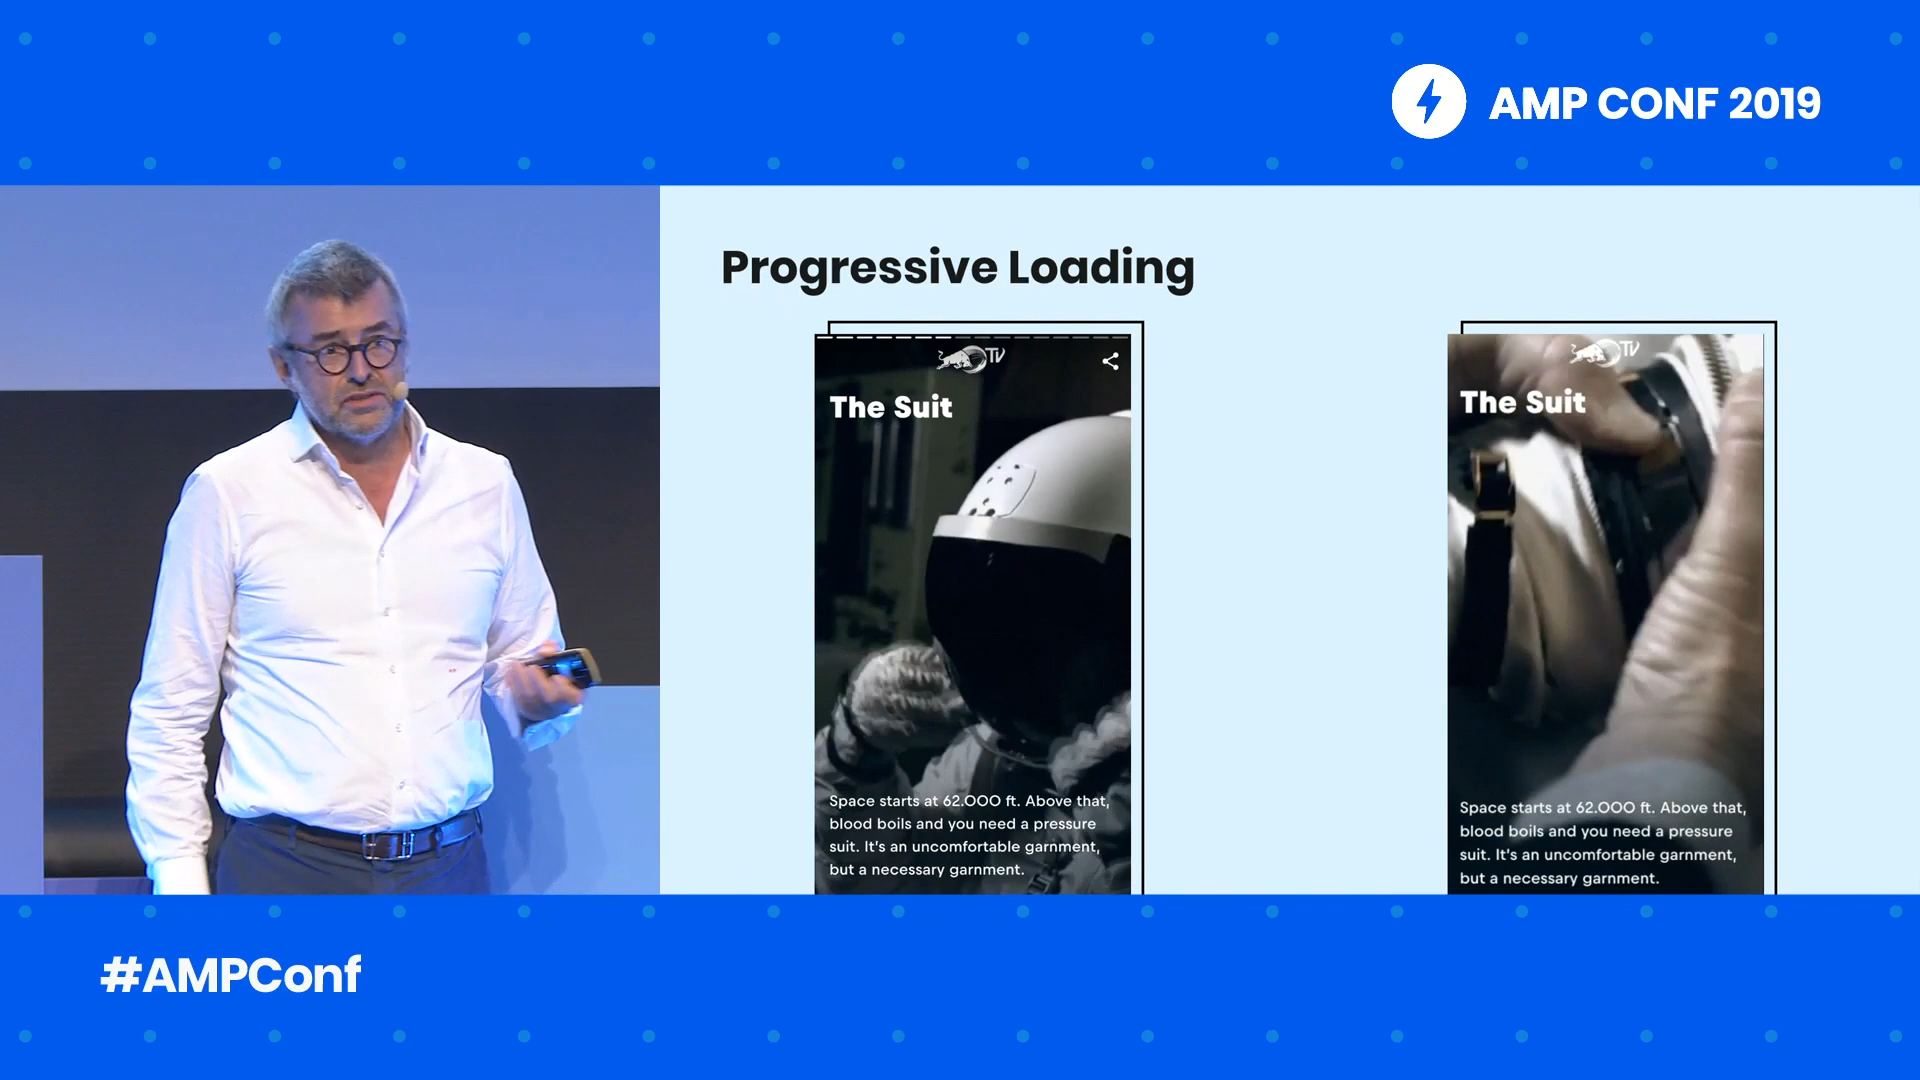 AMP CONF 2019
Progressive Loading
TV
The Suit
Space starts at 62.000 ft. Above that,
blood boils and you need a pressure
suit. It's an uncomfortable garnment,
but a necessary garnment.
TV
The Suit
Space starts at 62.000 ft. Above that,
blood boils and you need a pressure
suit. It's an uncomfortable garnment,
but a necessary garnment.
#AMPConf